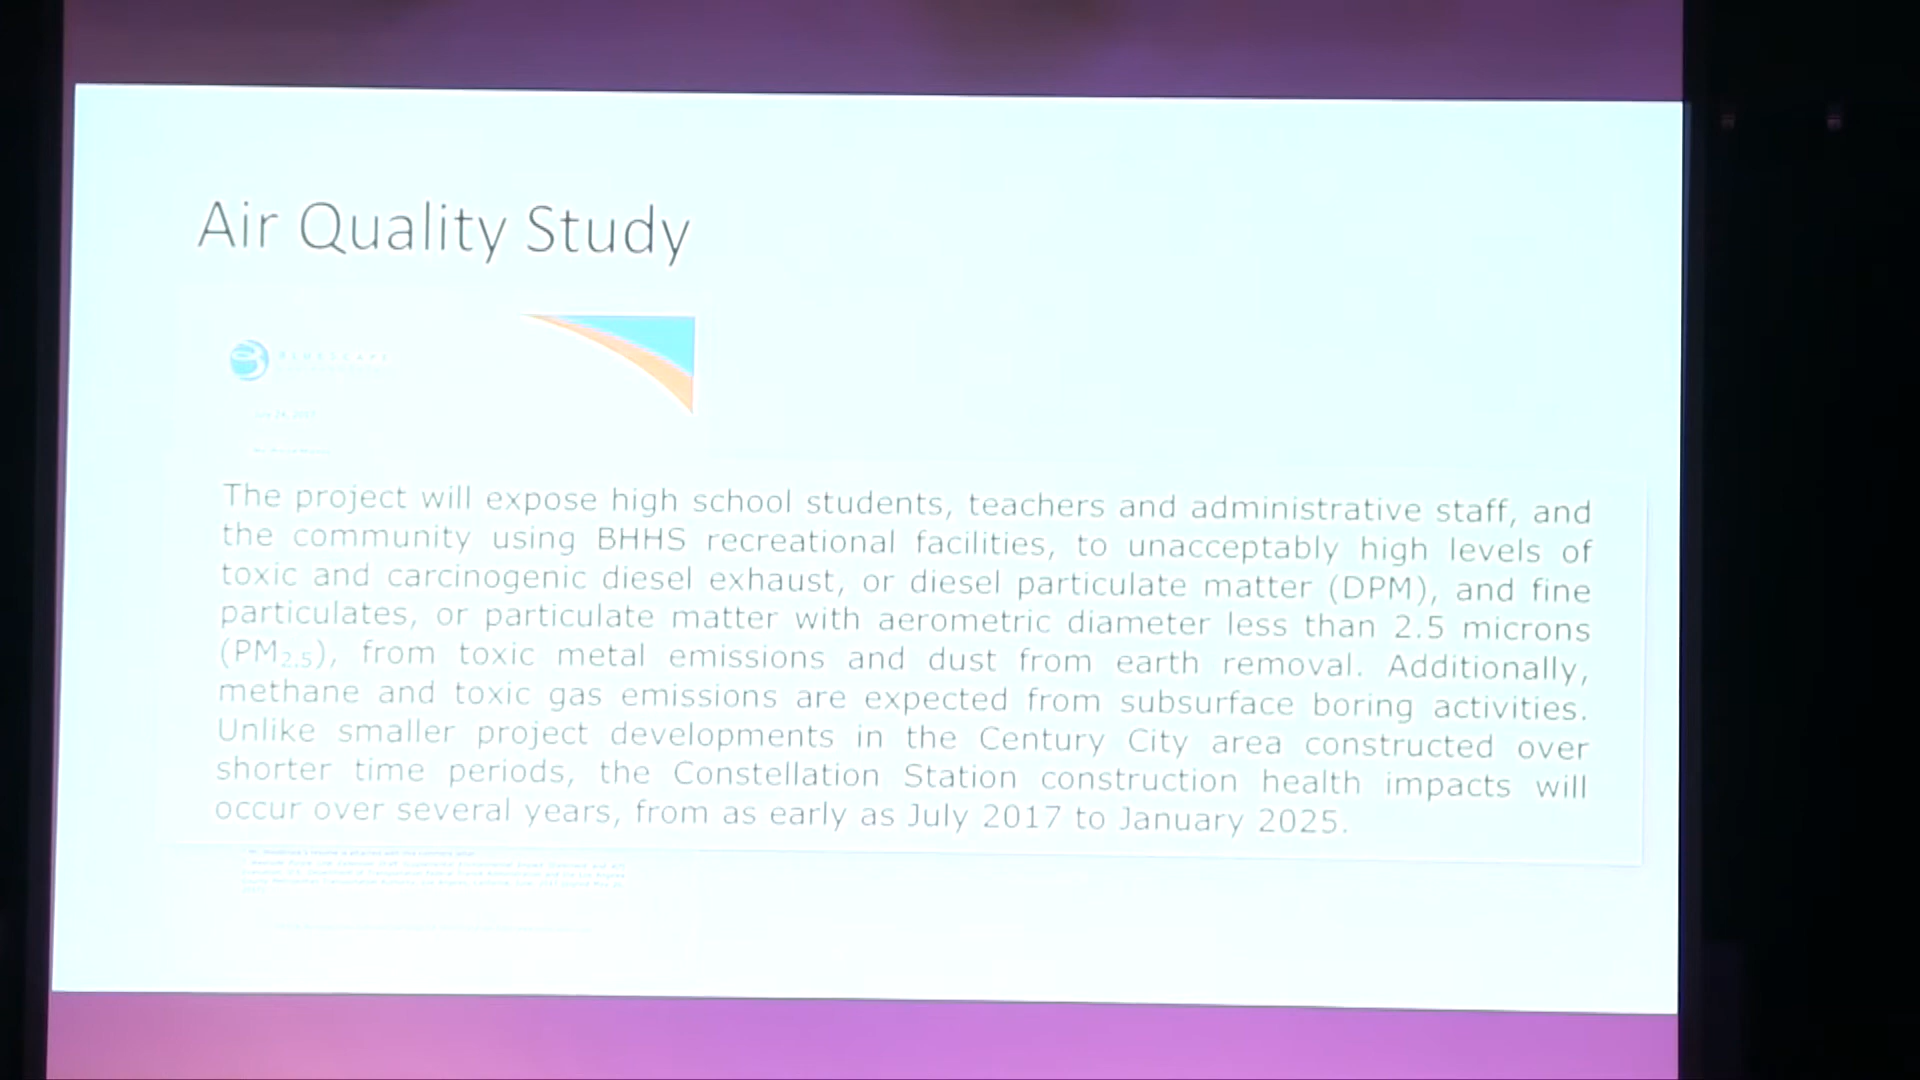 Air Quality Study
The project will expose high school students, teachers and administrative staff, and
the community using BHHS recreational facilities, to unacceptably high levels of
toxic and carcinogenic diesel exhaust, or diesel particulate matter (DPM), and fine
particulates, or particulate matter with aerometric diameter less than 2.5 microns
(PM2.5), from toxic metal emissions and dust from earth removal. Additionally,
methane and toxic gas emissions are expected from subsurface boring activities.
Unlike smaller project developments in the Century City area constructed over
shorter time periods, the Constellation Station construction health impacts will
occur over several years, from as early as July 2017 to January 2025.